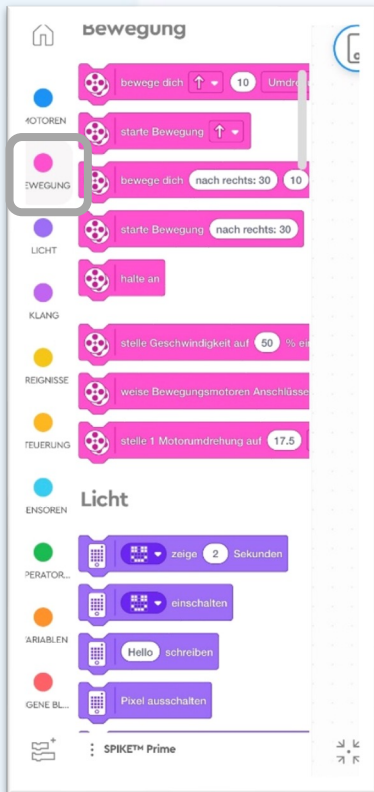 Bewegung
bewege dich 10 Umdre
MOTOREN
starte Bewegung
BEWEGUNG
bewege dich nach rechts: 30 10
starte Bewegung nach rechts: 30
LICHT
halte an
KLANG
stelle Geschwindigkeit auf 50 % ei
REIGNISSE
weise Bewegungsmotoren Anschlüsse
TEUERUNG
stelle 1 Motorumdrehung auf 17.5
ENSOREN
Licht
zeige 2 Sekunden
PERATOR...
einschalten
ARIABLEN
Hello schreiben
GENE BL...
Pixel ausschalten
SPIKE™ Prime